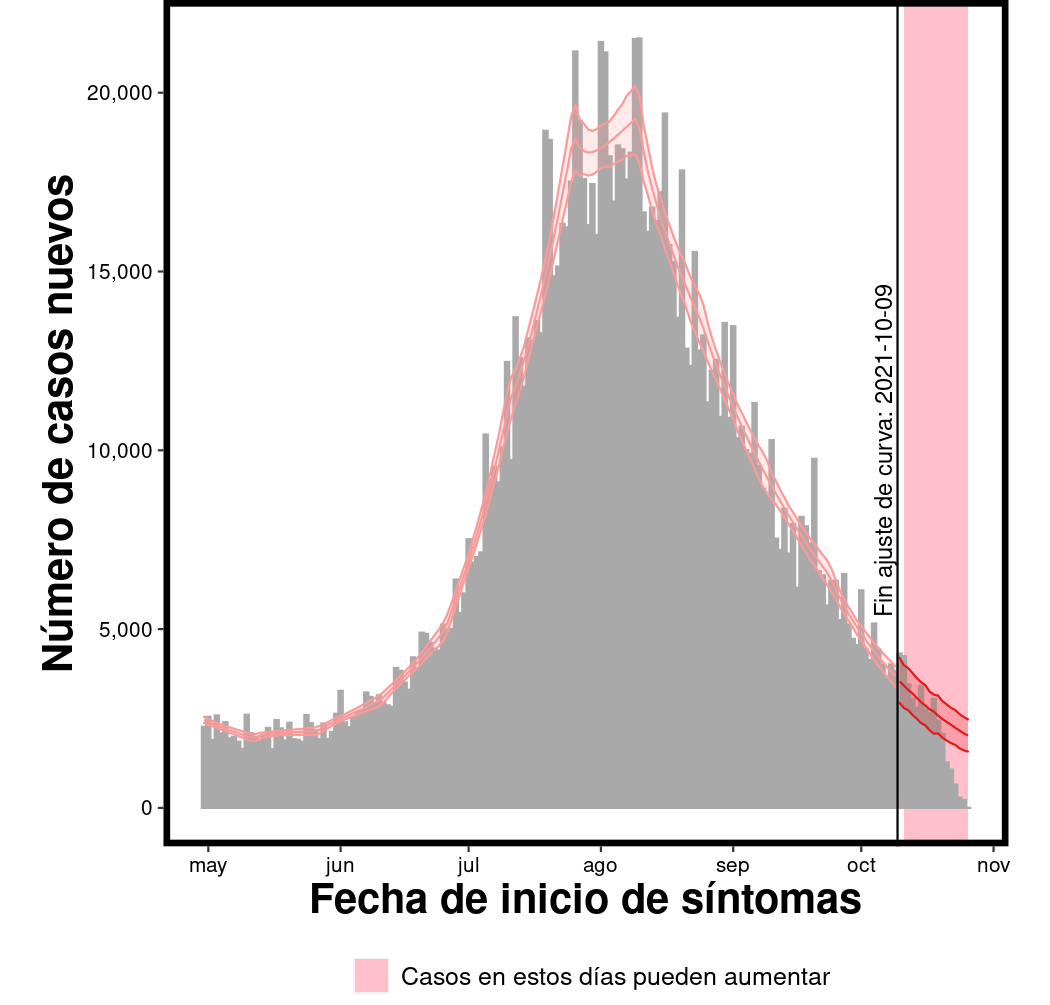 Número de casos nuevos
20,000
15,000
10,000
5,000
0
Fin ajuste de curva: 2021-10-09
may jun jul ago sep oct nov
Fecha de inicio de síntomas
Casos en estos días pueden aumentar